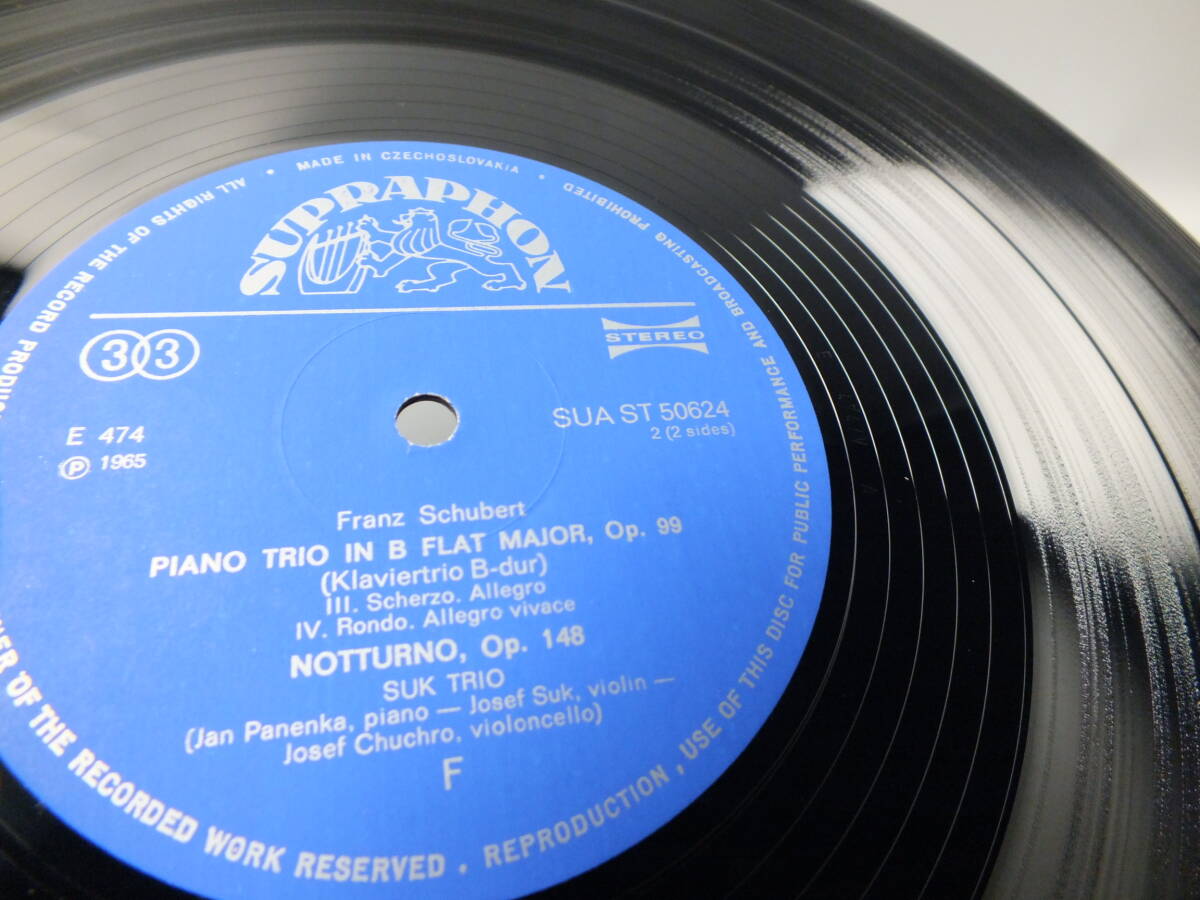 MADE IN CZECHOSLOVAKIA •
SUPRAPHON
33
STEREO
E 474
Ⓟ 1965
SUA ST 50624
2 (2 sides)
Franz Schubert
PIANO TRIO IN B FLAT MAJOR, Op. 99
(Klaviertrio B-dur)
III. Scherzo. Allegro
IV. Rondo. Allegro vivace
NOTTURNO, Op. 148
SUK TRIO
(Jan Panenka, piano — Josef Suk, violin —
Josef Chuchro, violoncello)
F
• ALL RIGHTS OF THE RECORD
OF THE RECORDED WORK RESERVED . REPRODUCTION , USE OF THIS DISC FOR PUBLIC PERFORMANCE AND BROADCASTING PROHIBITED